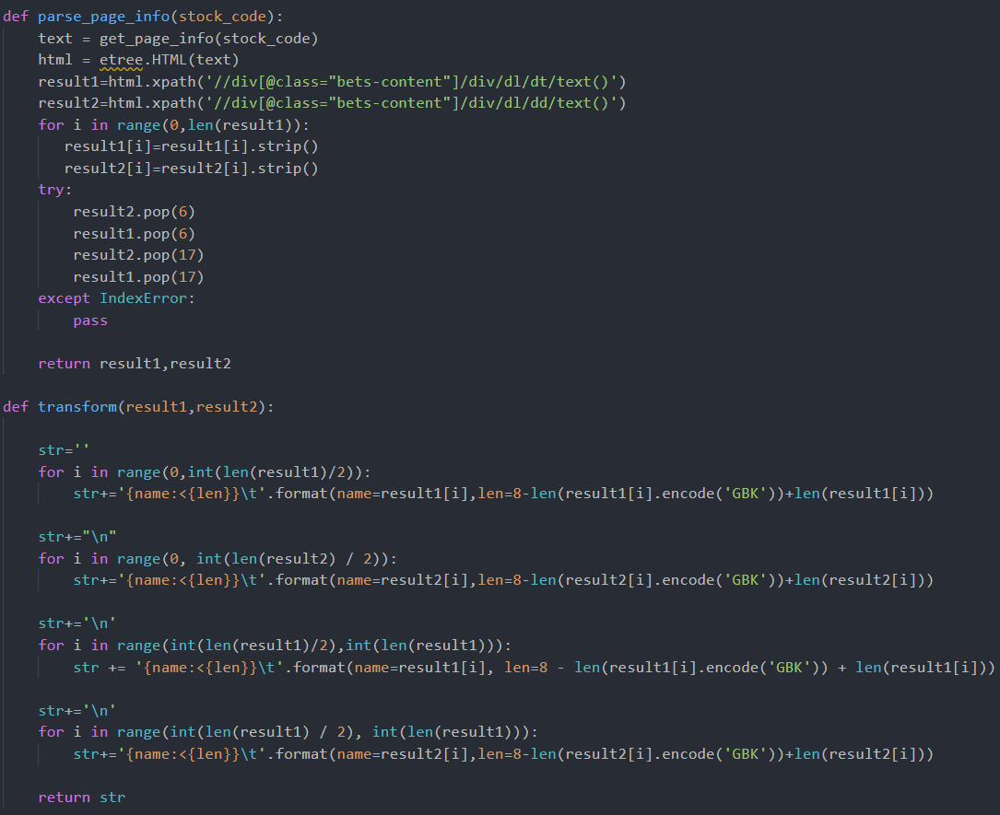 def parse_page_info(stock_code):
    text = get_page_info(stock_code)
    html = etree.HTML(text)
    result1=html.xpath('//div[@class="bets-content"]/div/dl/dt/text()')
    result2=html.xpath('//div[@class="bets-content"]/div/dl/dd/text()')
    for i in range(0,len(result1)):
       result1[i]=result1[i].strip()
       result2[i]=result2[i].strip()
    try:
        result2.pop(6)
        result1.pop(6)
        result2.pop(17)
        result1.pop(17)
    except IndexError:
        pass

    return result1,result2

def transform(result1,result2):

    str=''
    for i in range(0,int(len(result1)/2)):
        str+='{name:<{len}}\t'.format(name=result1[i],len=8-len(result1[i].encode('GBK'))+len(result1[i]))

    str+="\n"
    for i in range(0, int(len(result2) / 2)):
        str+='{name:<{len}}\t'.format(name=result2[i],len=8-len(result2[i].encode('GBK'))+len(result2[i]))

    str+='\n'
    for i in range(int(len(result1)/2),int(len(result1))):
        str += '{name:<{len}}\t'.format(name=result1[i], len=8 - len(result1[i].encode('GBK')) + len(result1[i]))

    str+='\n'
    for i in range(int(len(result1) / 2), int(len(result1))):
        str+='{name:<{len}}\t'.format(name=result2[i],len=8-len(result2[i].encode('GBK'))+len(result2[i]))

    return str